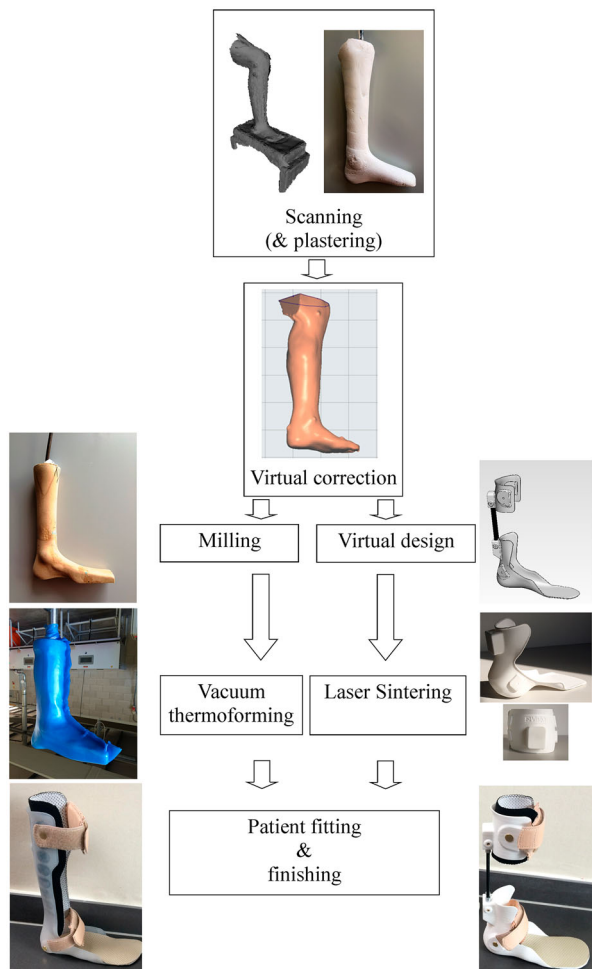 Scanning
(& plastering)
Virtual correction
Milling
Virtual design
Vacuum
thermoforming
Laser Sintering
Patient fitting
&
finishing